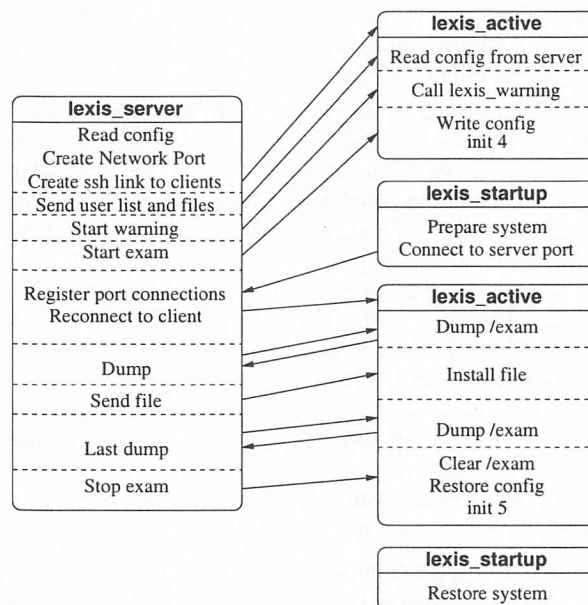 lexis_server
Read config
Create Network Port
Create ssh link to clients
Send user list and files
Start warning
Start exam
Register port connections
Reconnect to client
Dump
Send file
Last dump
Stop exam
lexis_active
Read config from server
Call lexis_warning
Write config
init 4
lexis_startup
Prepare system
Connect to server port
lexis_active
Dump /exam
Install file
Dump /exam
Clear /exam
Restore config
init 5
lexis_startup
Restore system